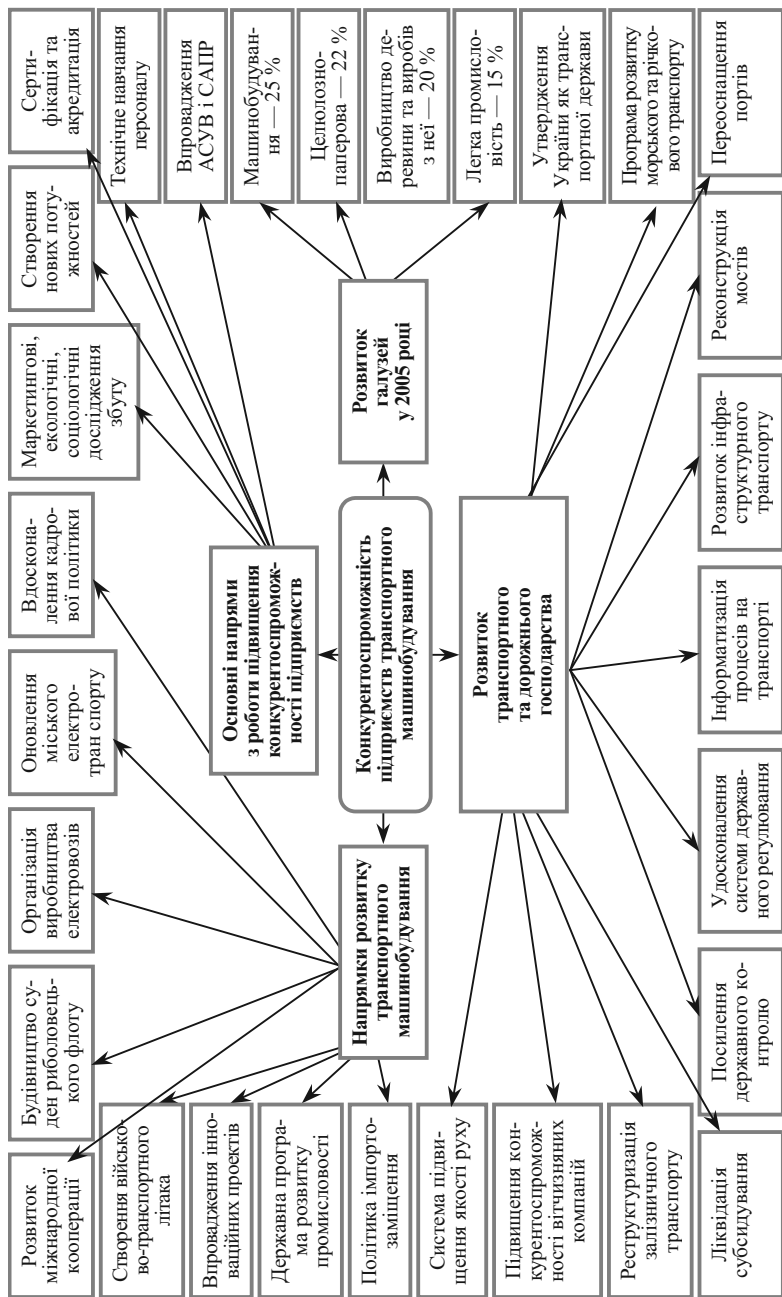 Розвиток
міжнародної
кооперації
Будівництво су-
ден риболовець-
кого флоту
Організація
виробництва
електровозів
Оновлення
міського
електро-
тран спорту
Вдоскона-
лення кадро-
вої політики
Маркетингові,
екологічні,
соціологічні
дослідження
збуту
Створення
нових поту-
жностей
Серти-
фікація та
акредитація
Створення військо-
во-транспортного
літака
Впровадження інно-
ваційних проектів
Державна програ-
ма розвитку
промисловості
Політика імпорто-
заміщення
Система підви-
щення якості руху
Підвищення кон-
курентоспромож-
ності вітчизняних
компаній
Реструктуризація
залізничного
транспорту
Ліквідація
субсидування
Напрямки розвитку
транспортного
машинобудування
Основні напрями
з роботи підвищення
конкурентоспромож-
ності підприємств
Конкурентоспроможність
підприємств транспортного
машинобудування
Розвиток
транспортного
та дорожнього
господарства
Розвиток
галузей
у 2005 році
Технічне навчання
персоналу
Впровадження
АСУВ і САПР
Машинобудуван-
ня — 25 %
Целюлозно-
паперова — 22 %
Виробництво де-
ревини та виробів
з неї — 20 %
Легка промисло-
вість — 15 %
Утвердження
України як транс-
портної держави
Програма розвитку
морського та річко-
вого транспорту
Посилення
державного ко-
нтролю
Удосконалення
системи держав-
ного регулювання
Інформатизація
процесів на
транспорті
Розвиток інфра-
структурного
транспорту
Реконструкція
мостів
Переоснащення
портів